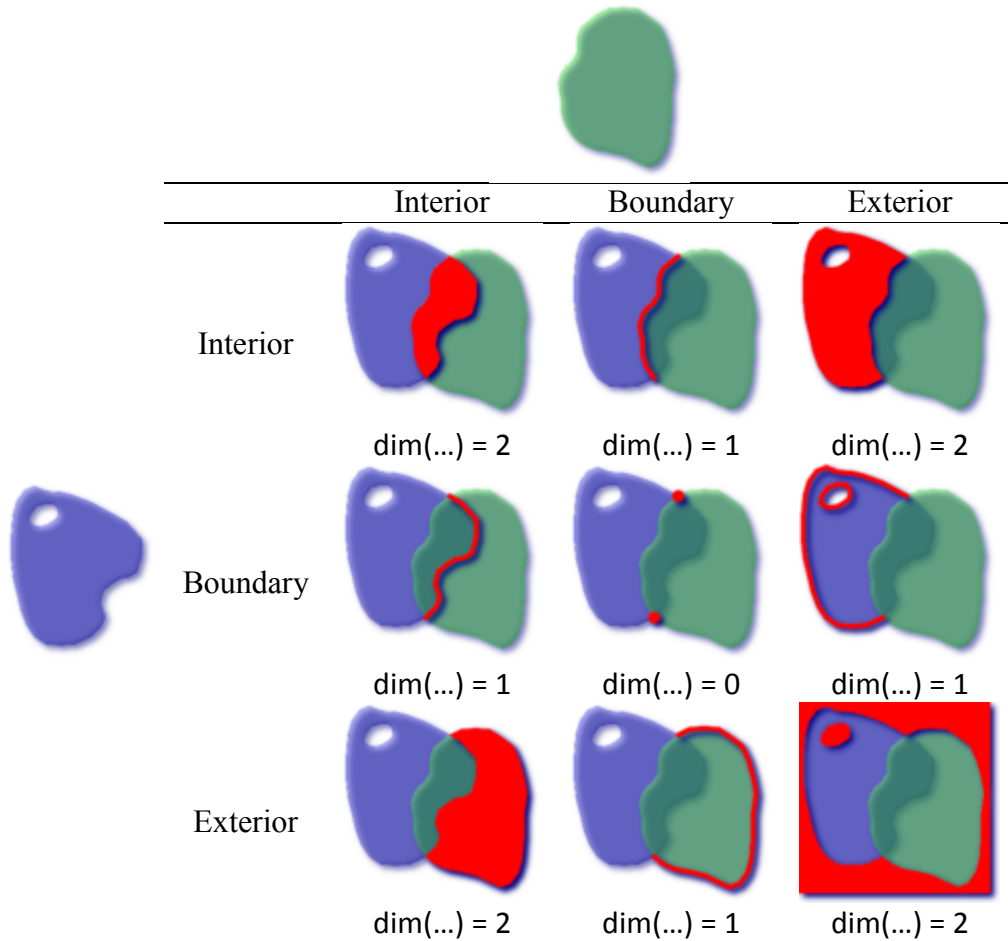 Interior Boundary Exterior
Interior
dim(...) = 2 dim(...) = 1 dim(...) = 2
Boundary
dim(...) = 1 dim(...) = 0 dim(...) = 1
Exterior
dim(...) = 2 dim(...) = 1 dim(...) = 2